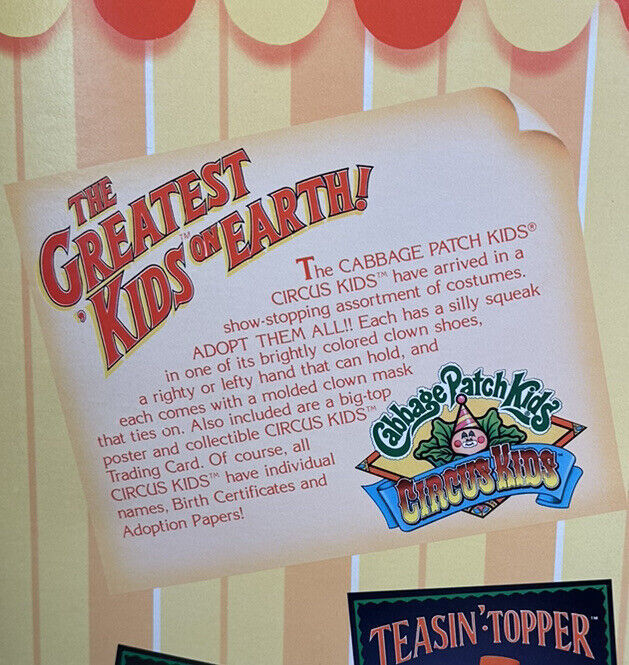 THE
GREATEST
KIDS™ ON EARTH!
The CABBAGE PATCH KIDS®
CIRCUS KIDS™ have arrived in a
show-stopping assortment of costumes.
ADOPT THEM ALL!! Each has a silly squeak
in one of its brightly colored clown shoes,
a righty or lefty hand that can hold, and
each comes with a molded clown mask
that ties on. Also included are a big-top
poster and collectible CIRCUS KIDS™
Trading Card. Of course, all
CIRCUS KIDS™ have individual
names, Birth Certificates and
Adoption Papers!
Cabbage Patch Kids
CIRCUS KIDS
TEASIN' TOPPER™